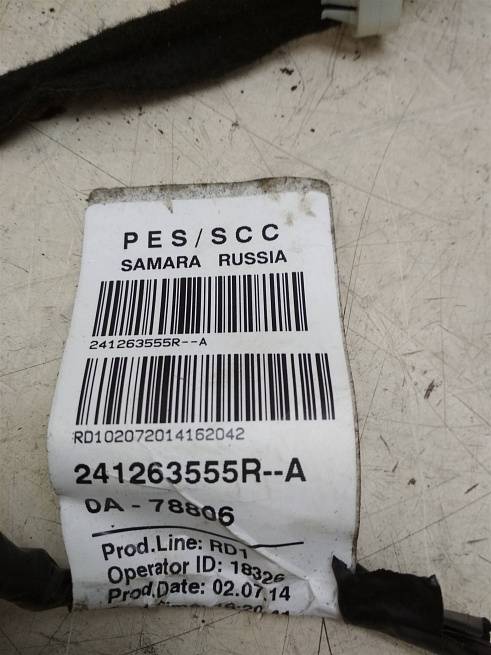 PES/SCC
SAMARA RUSSIA
241263555R--A
RD102072014162042
241263555R--A
0A-78806
Prod.Line: RD1
Operator ID: 18326
Prod.Date: 02.07.14